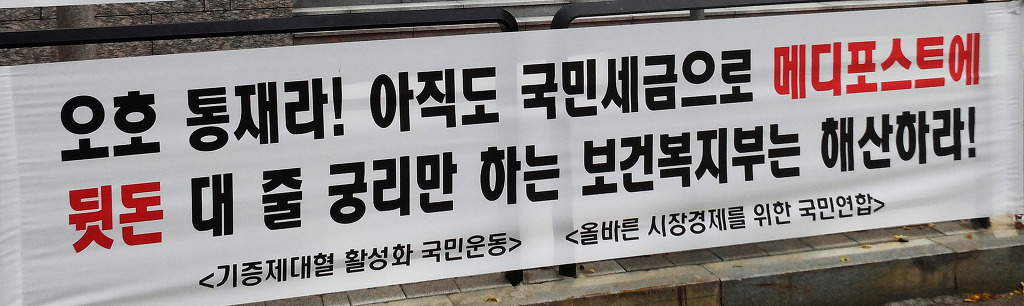 오호 통재라! 아직도 국민세금으로 메디포스트에
뒷돈 대 줄 궁리만 하는 보건복지부는 해산하라!
<기증제대혈 활성화 국민운동> <올바른 시장경제를 위한 국민연합>